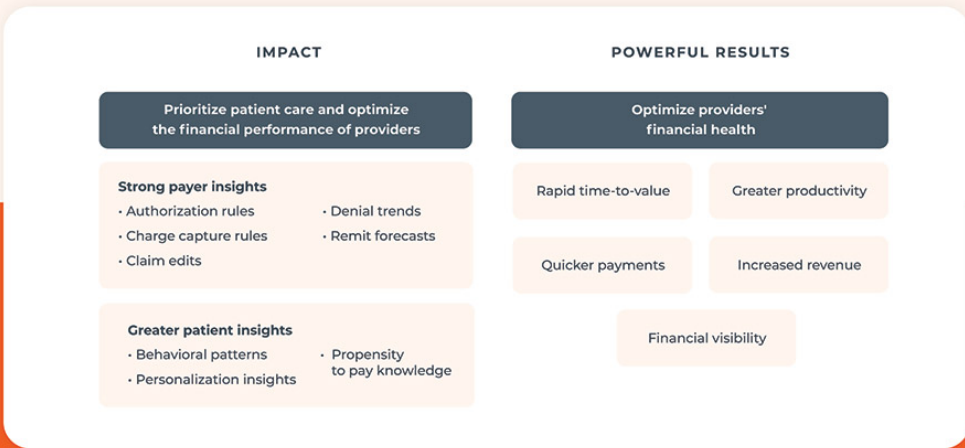 IMPACT
Prioritize patient care and optimize
the financial performance of providers
Strong payer insights
• Authorization rules
• Charge capture rules
• Claim edits
• Denial trends
• Remit forecasts
Greater patient insights
• Behavioral patterns
• Personalization insights
• Propensity
to pay knowledge
POWERFUL RESULTS
Optimize providers'
financial health
Rapid time-to-value
Greater productivity
Quicker payments
Increased revenue
Financial visibility